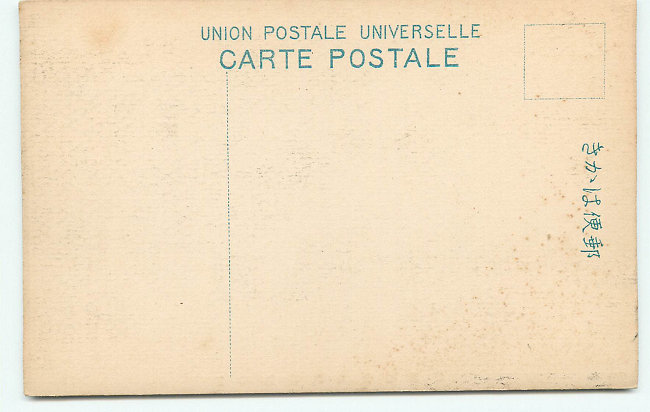 UNION POSTALE UNIVERSELLE
CARTE POSTALE
郵便はがき